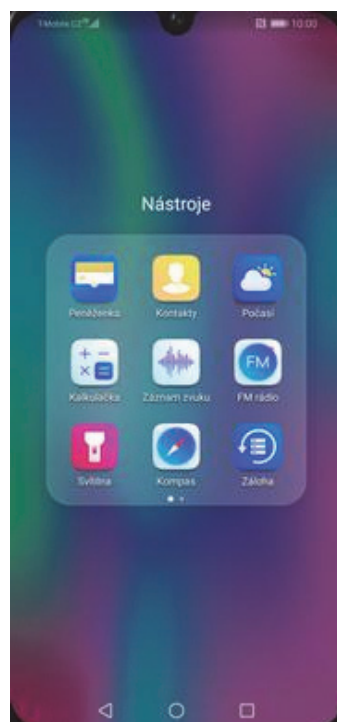 T-Mobile CZ
10:00
Nástroje
Peněženka Kontakty Počasí
Kalkulačka Záznam zvuku FM rádio
FM
Svítilna Kompas Záloha